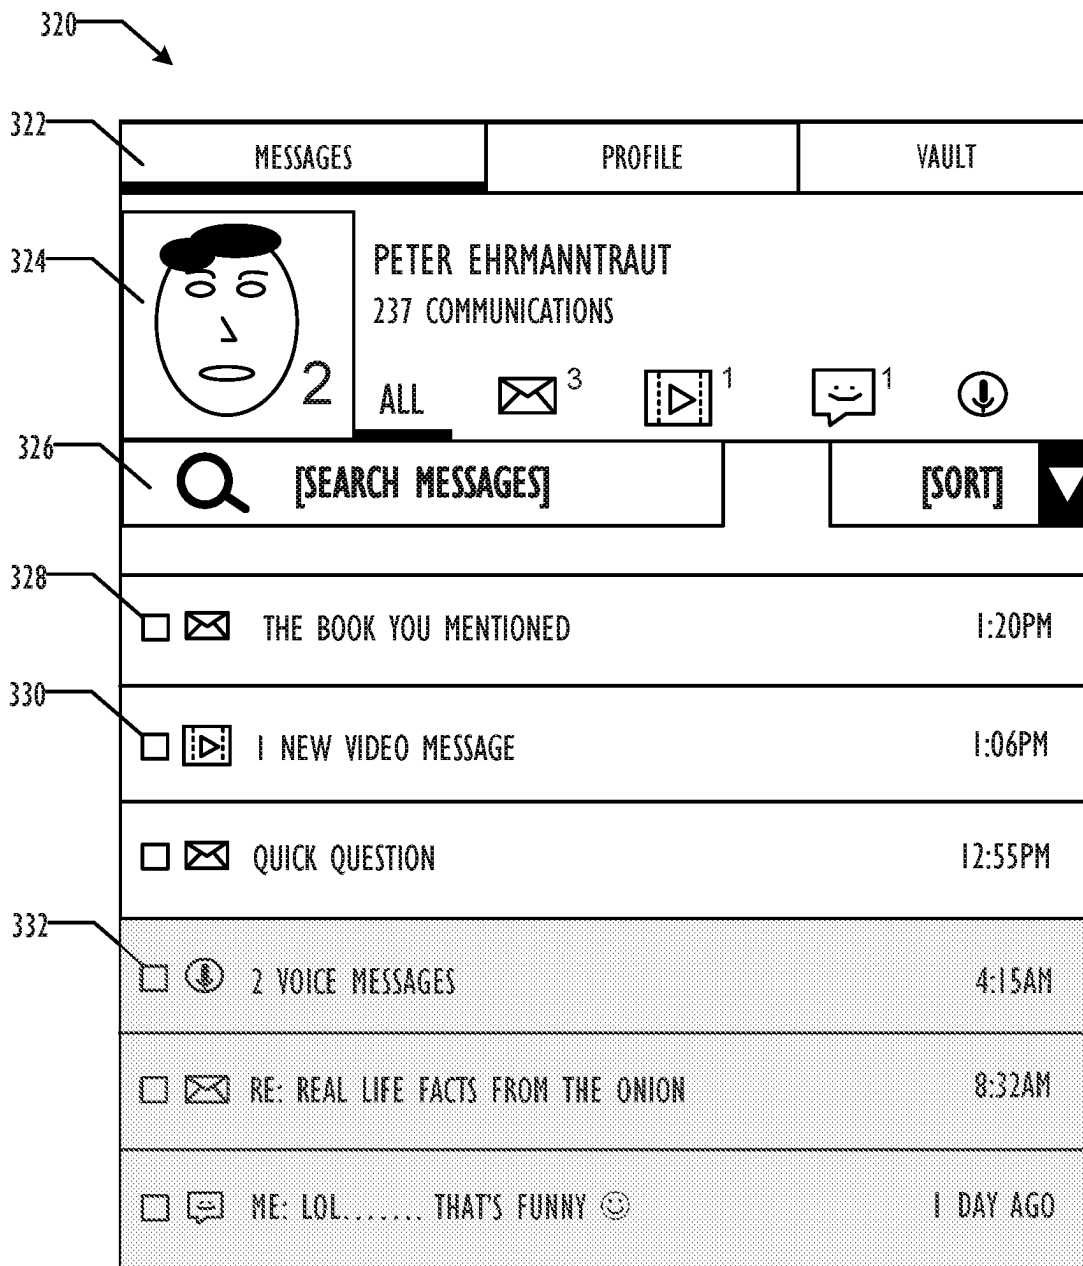 320
322
MESSAGES PROFILE VAULT
324
PETER EHRMANNTRAUT
237 COMMUNICATIONS
2
ALL 3 1 1
326
[SEARCH MESSAGES] [SORT]
328
THE BOOK YOU MENTIONED 1:20PM
330
1 NEW VIDEO MESSAGE 1:06PM
QUICK QUESTION 12:55PM
332
2 VOICE MESSAGES 4:15AM
RE: REAL LIFE FACTS FROM THE ONION 8:32AM
ME: LOL....... THAT'S FUNNY ☺ 1 DAY AGO